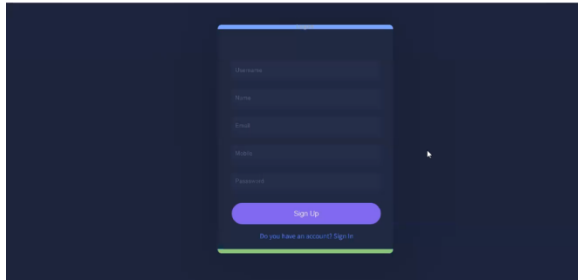 Username
Name
Email
Mobile
Password
Sign Up
Do you have an account? Sign In